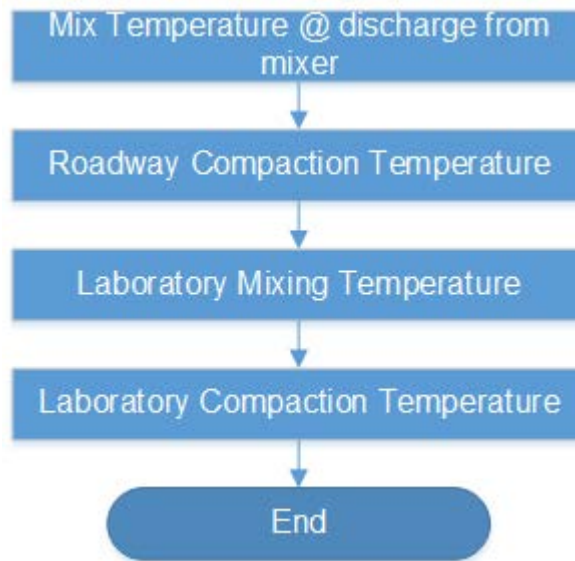 Mix Temperature @ discharge from
mixer
Roadway Compaction Temperature
Laboratory Mixing Temperature
Laboratory Compaction Temperature
End